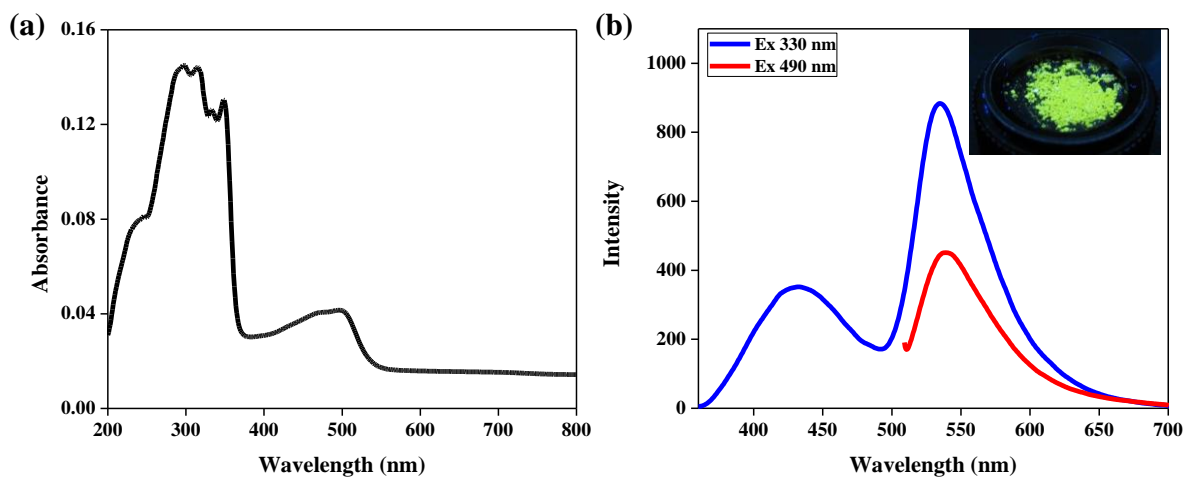 (a)
0.16
0.12
0.08
0.04
0.00
Absorbance
200 300 400 500 600 700 800
Wavelength (nm)
(b)
Ex 330 nm
Ex 490 nm
1000
800
600
400
200
0
Intensity
400 450 500 550 600 650 700
Wavelength (nm)